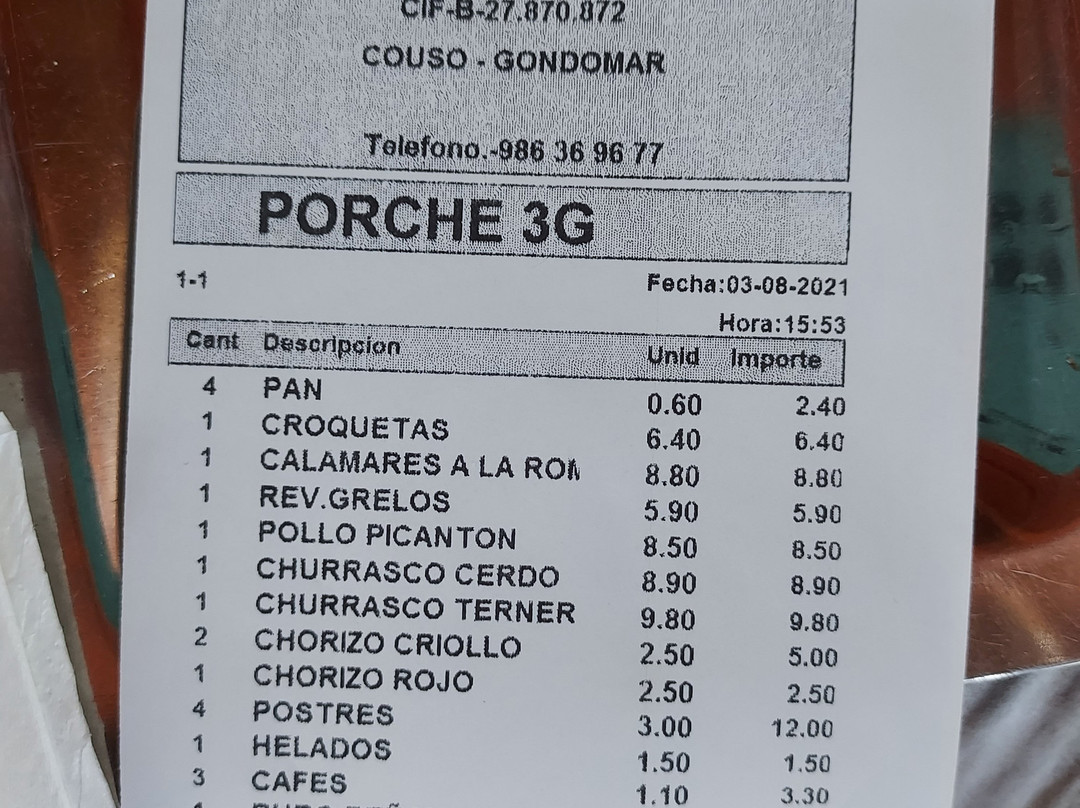 CIF-B-27.870.872
COUSO - GONDOMAR
Telefono.-986 36 96 77
PORCHE 3G
1-1 Fecha:03-08-2021
Hora:15:53
Cant Descripcion Unid Importe
4 PAN 0.60 2.40
1 CROQUETAS 6.40 6.40
1 CALAMARES A LA ROM 8.80 8.80
1 REV.GRELOS 5.90 5.90
1 POLLO PICANTON 8.50 8.50
1 CHURRASCO CERDO 8.90 8.90
1 CHURRASCO TERNER 9.80 9.80
2 CHORIZO CRIOLLO 2.50 5.00
1 CHORIZO ROJO 2.50 2.50
4 POSTRES 3.00 12.00
1 HELADOS 1.50 1.50
3 CAFES 1.10 3.30